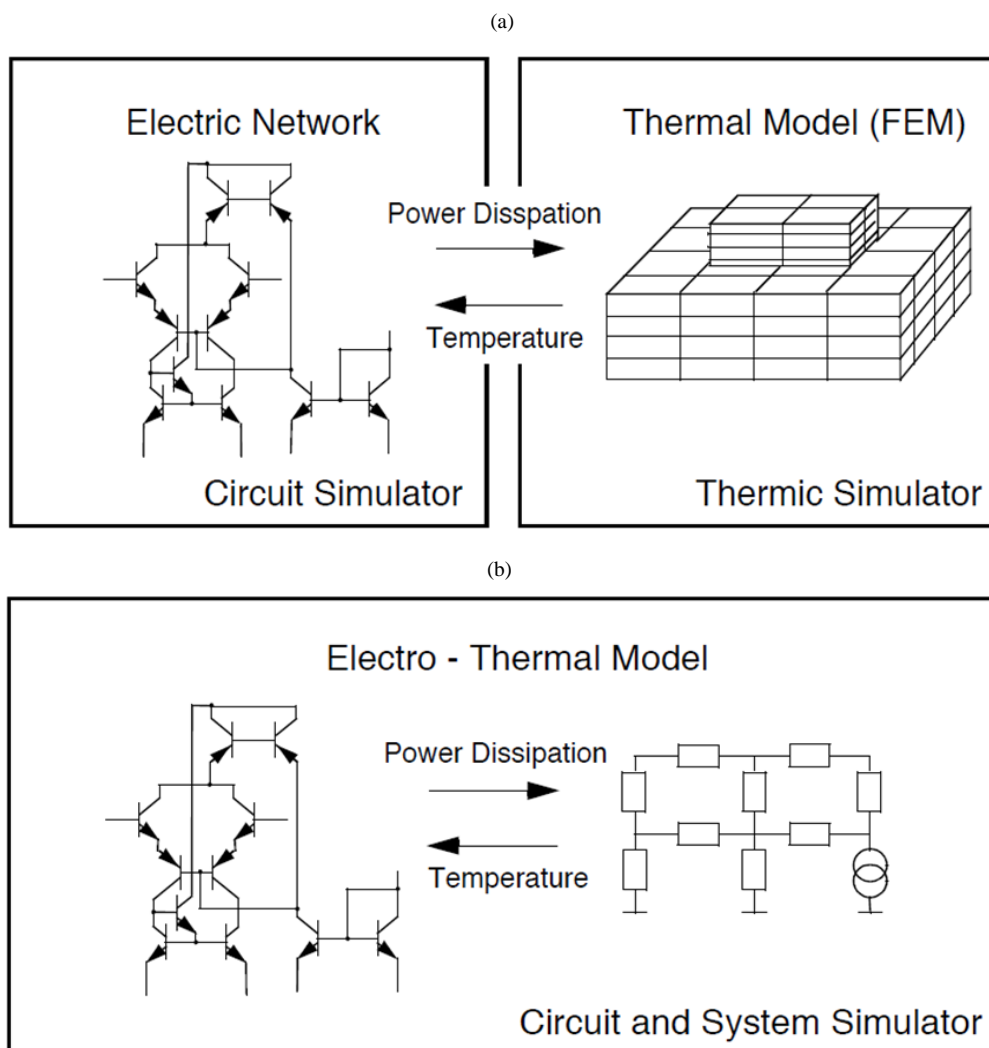 (a)
Electric Network
Thermal Model (FEM)
Power Disspation
Temperature
Circuit Simulator
Thermic Simulator
(b)
Electro - Thermal Model
Power Dissipation
Temperature
Circuit and System Simulator